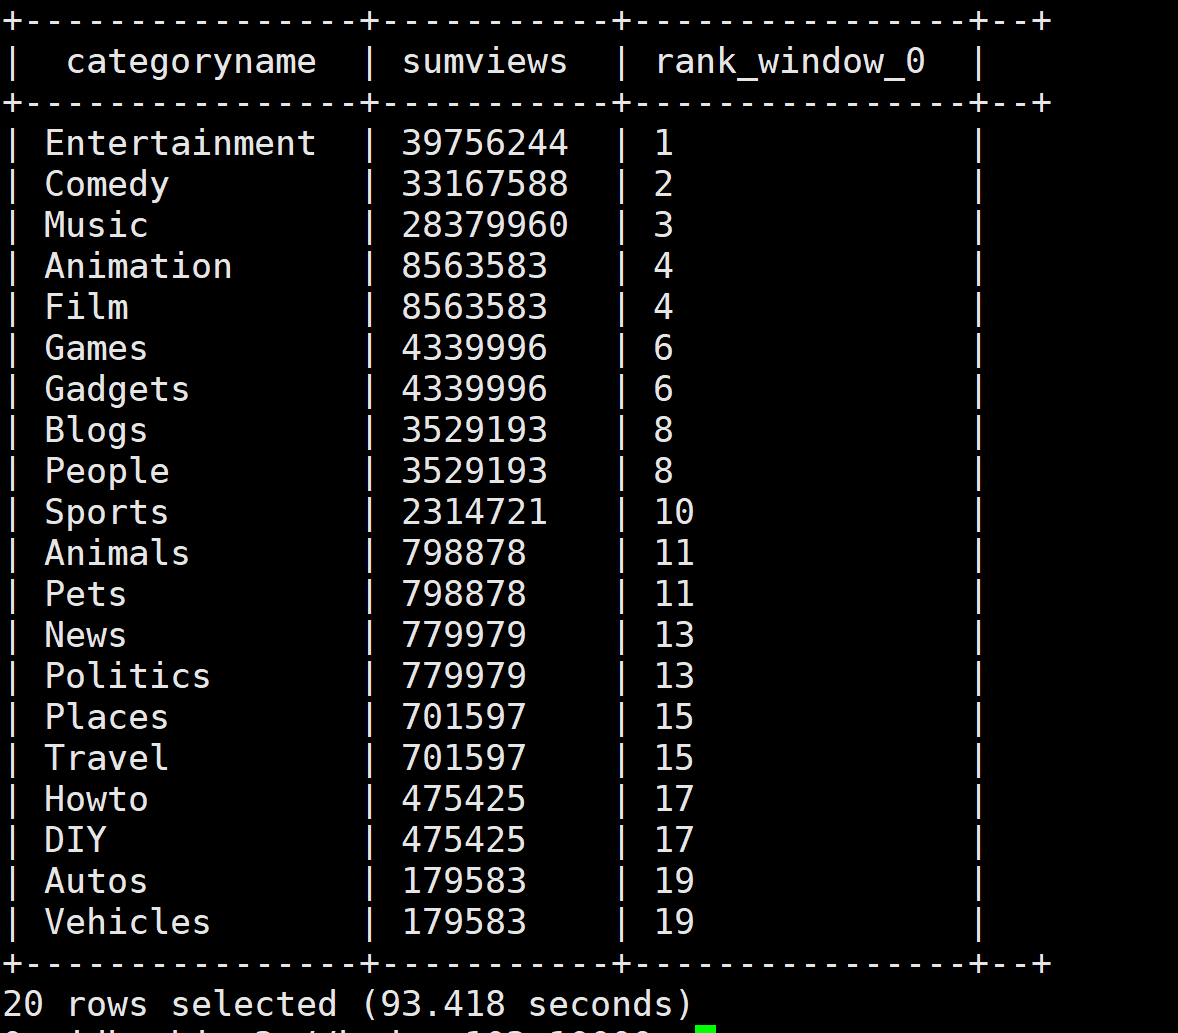 +----------------+-----------+----------------+--+
|  categoryname  | sumviews  | rank_window_0  |
+----------------+-----------+----------------+--+
| Entertainment  | 39756244  | 1              |
| Comedy         | 33167588  | 2              |
| Music          | 28379960  | 3              |
| Animation      | 8563583   | 4              |
| Film           | 8563583   | 4              |
| Games          | 4339996   | 6              |
| Gadgets        | 4339996   | 6              |
| Blogs          | 3529193   | 8              |
| People         | 3529193   | 8              |
| Sports         | 2314721   | 10             |
| Animals        | 798878    | 11             |
| Pets           | 798878    | 11             |
| News           | 779979    | 13             |
| Politics       | 779979    | 13             |
| Places         | 701597    | 15             |
| Travel         | 701597    | 15             |
| Howto          | 475425    | 17             |
| DIY            | 475425    | 17             |
| Autos          | 179583    | 19             |
| Vehicles       | 179583    | 19             |
+----------------+-----------+----------------+--+
20 rows selected (93.418 seconds)